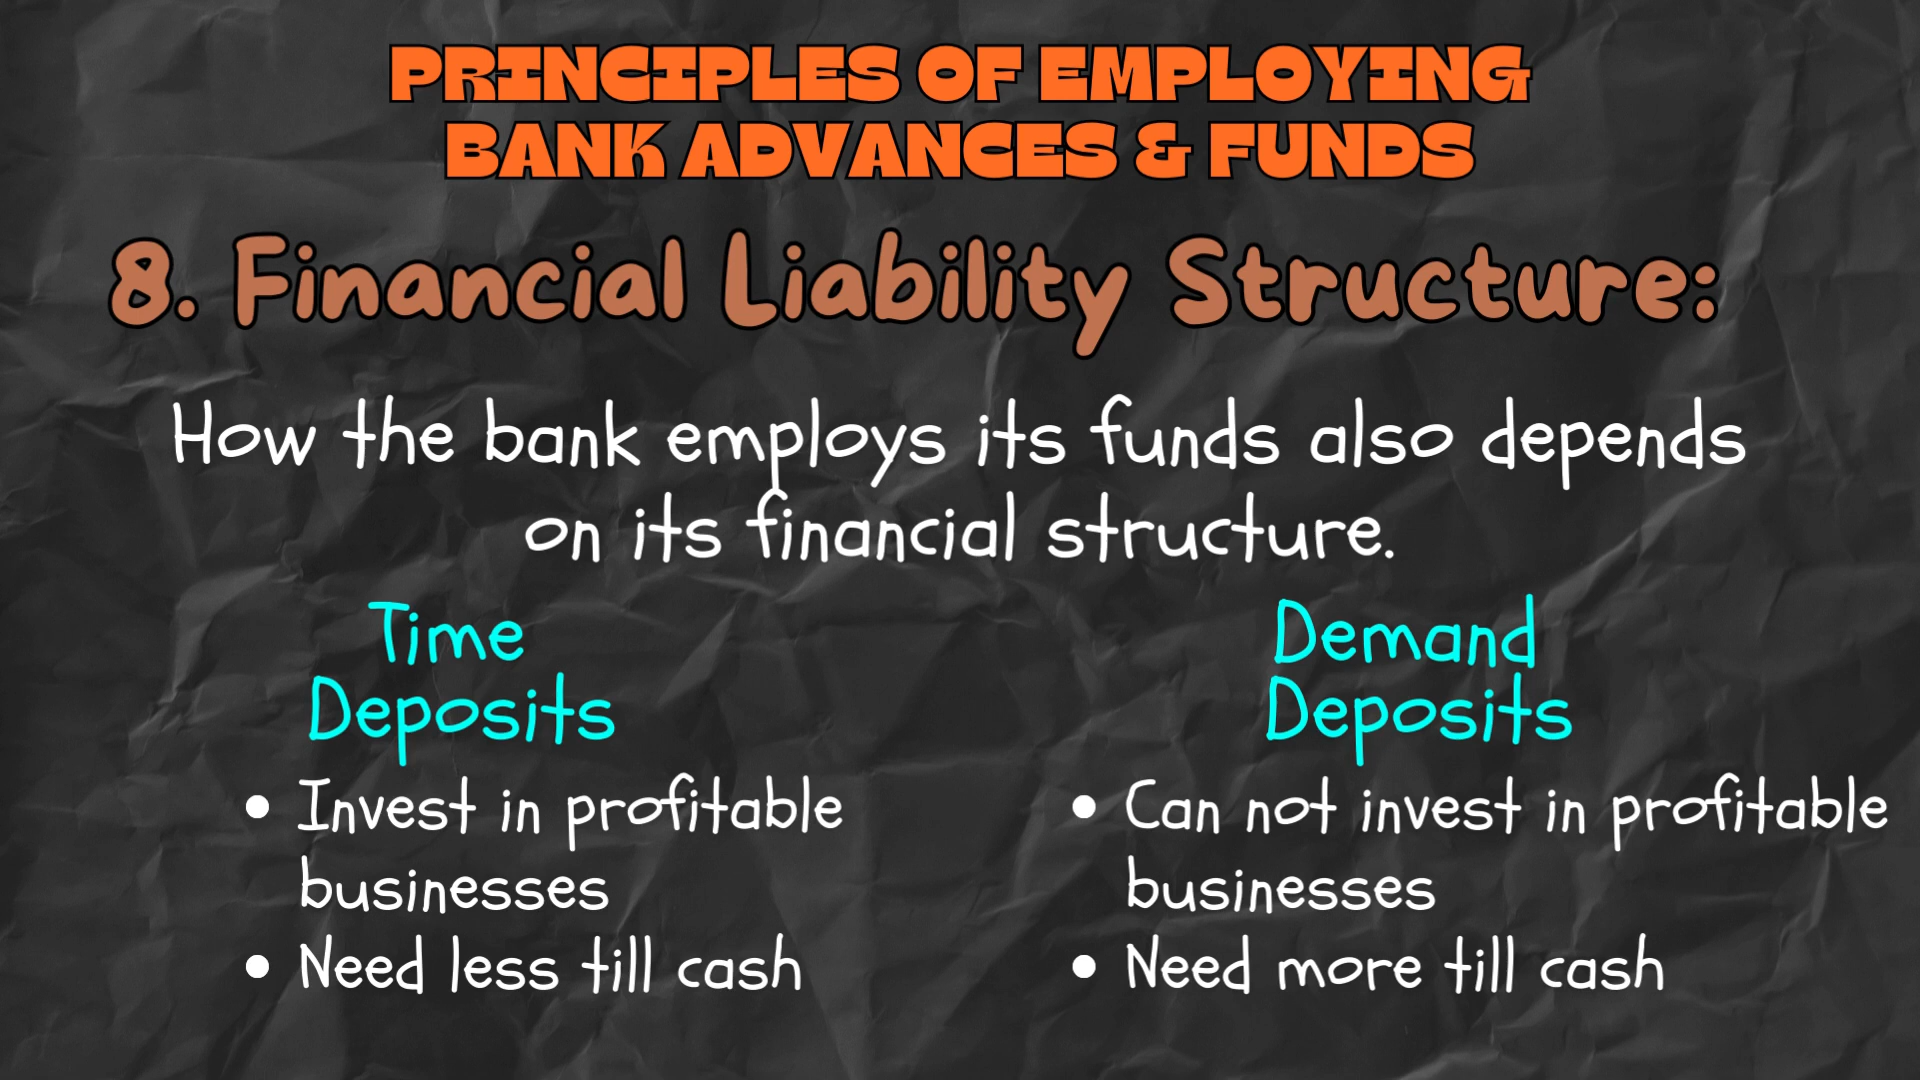 PRINCIPLES OF EMPLOYING
BANK ADVANCES & FUNDS
8. Financial Liability Structure:
How the bank employs its funds also depends
on its financial structure.
Time
Deposits
• Invest in profitable
businesses
• Need less till cash
Demand
Deposits
• Can not invest in profitable
businesses
• Need more till cash